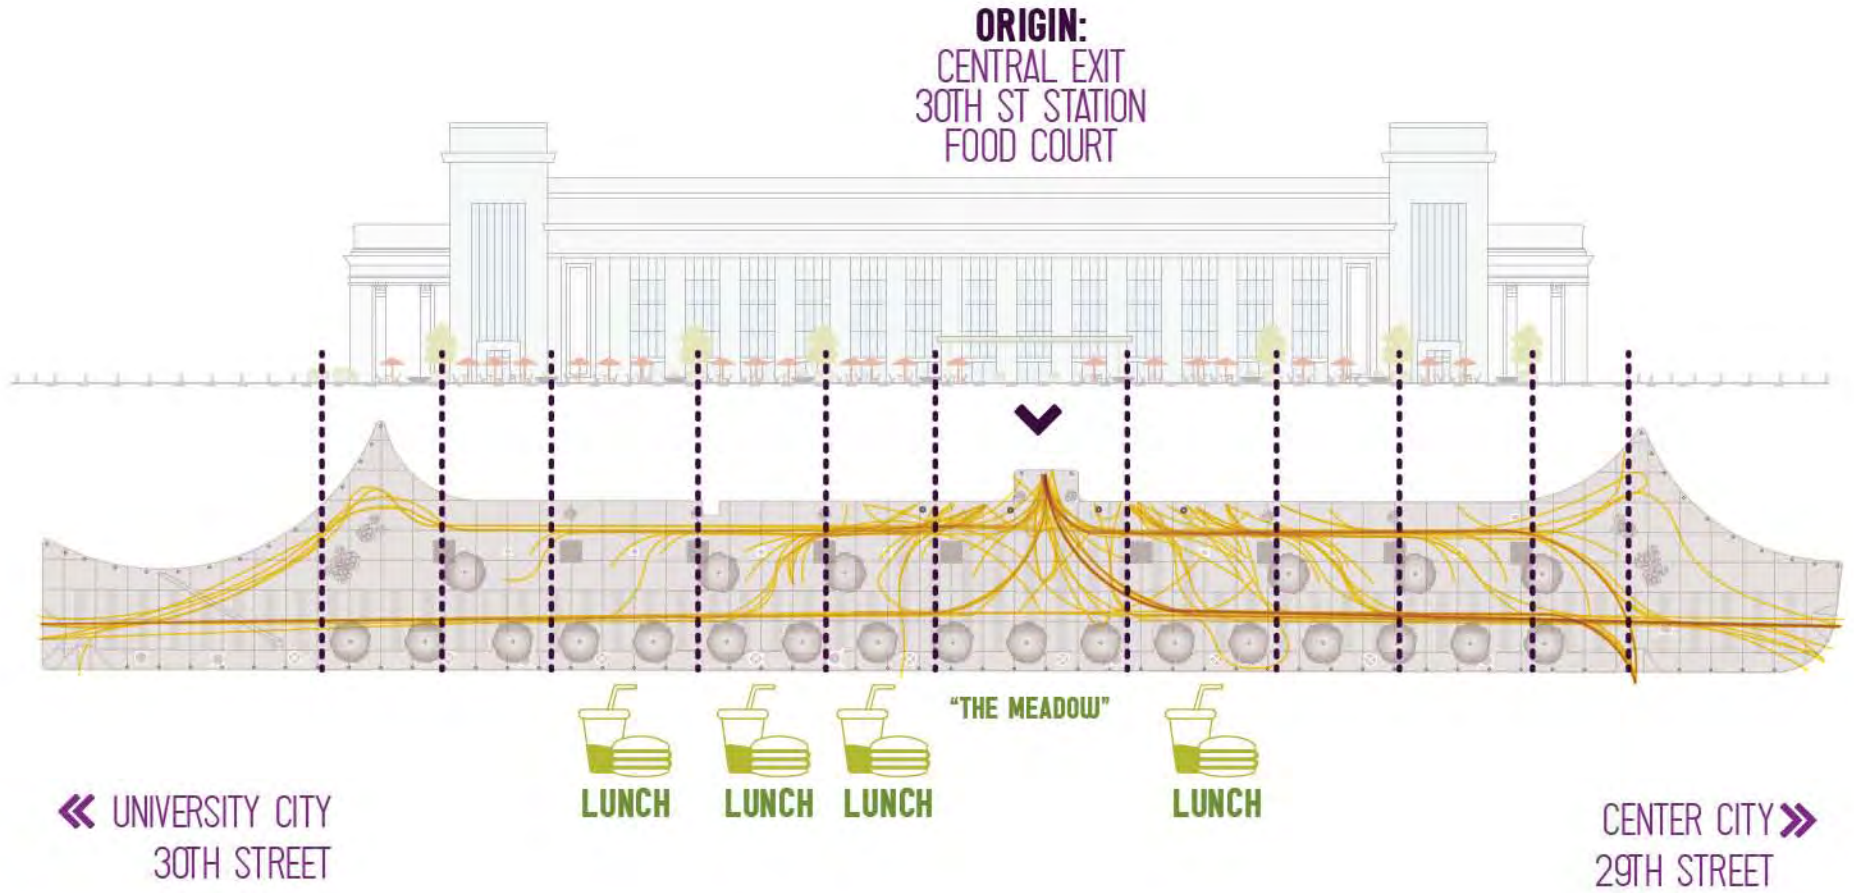 ORIGIN:
CENTRAL EXIT
30TH ST STATION
FOOD COURT
"THE MEADOW"
LUNCH
LUNCH
LUNCH
LUNCH
UNIVERSITY CITY
30TH STREET
CENTER CITY
29TH STREET